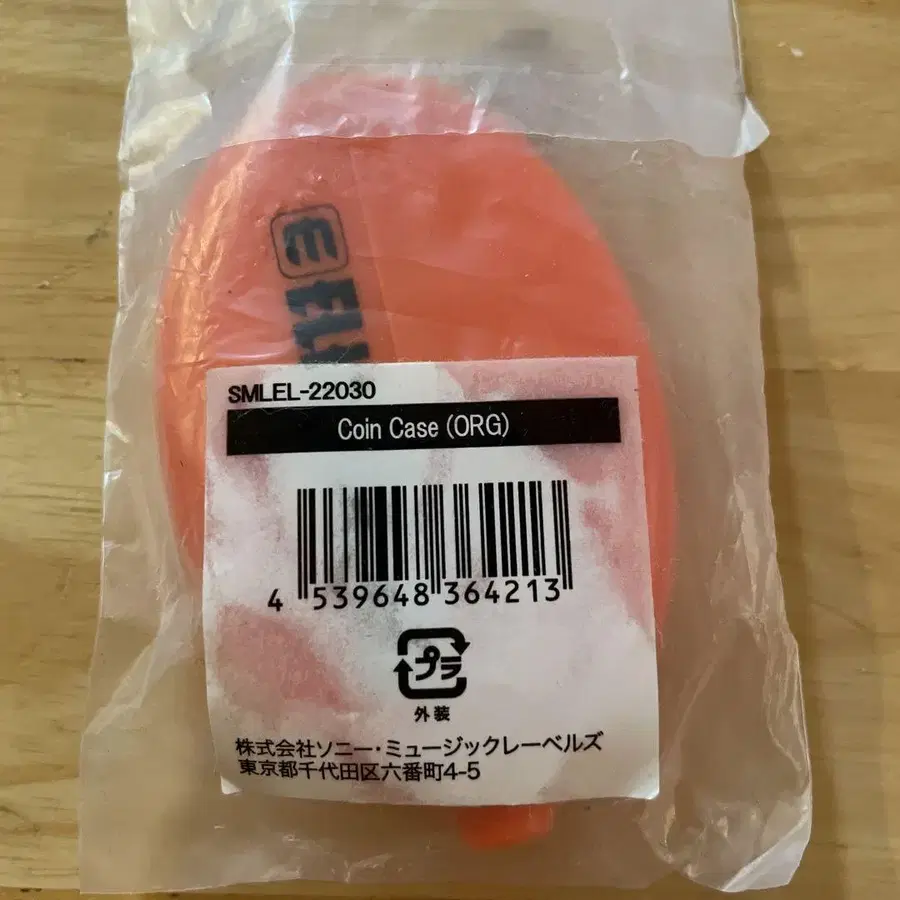 SMLEL-22030
Coin Case (ORG)
4 539648 364213
プラ
外装
株式会社ソニー・ミュージックレーベルズ
東京都千代田区六番町4-5